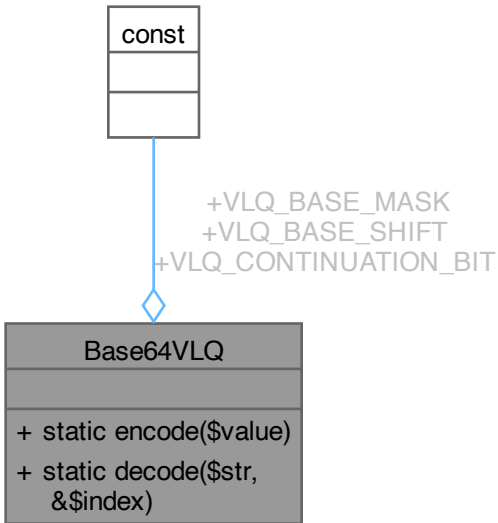 const
+VLQ_BASE_MASK
+VLQ_BASE_SHIFT
+VLQ_CONTINUATION_BIT
Base64VLQ
+ static encode($value)
+ static decode($str,
&$index)